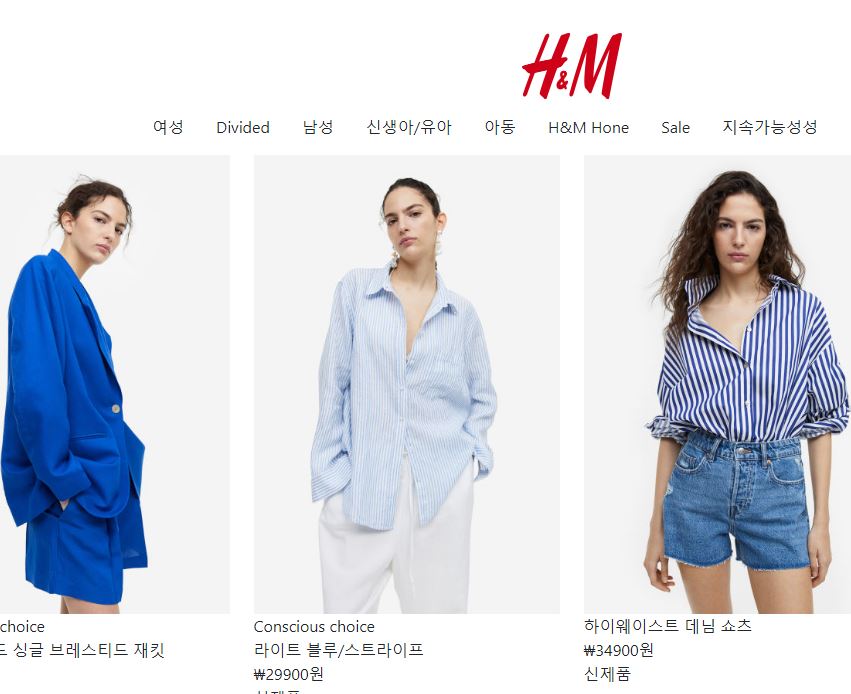 H&M
여성 Divided 남성 신생아/유아 아동 H&M Hone Sale 지속가능성성
choice
드 싱글 브레스티드 재킷
Conscious choice
라이트 블루/스트라이프
₩29900원
하이웨이스트 데님 쇼츠
₩34900원
신제품